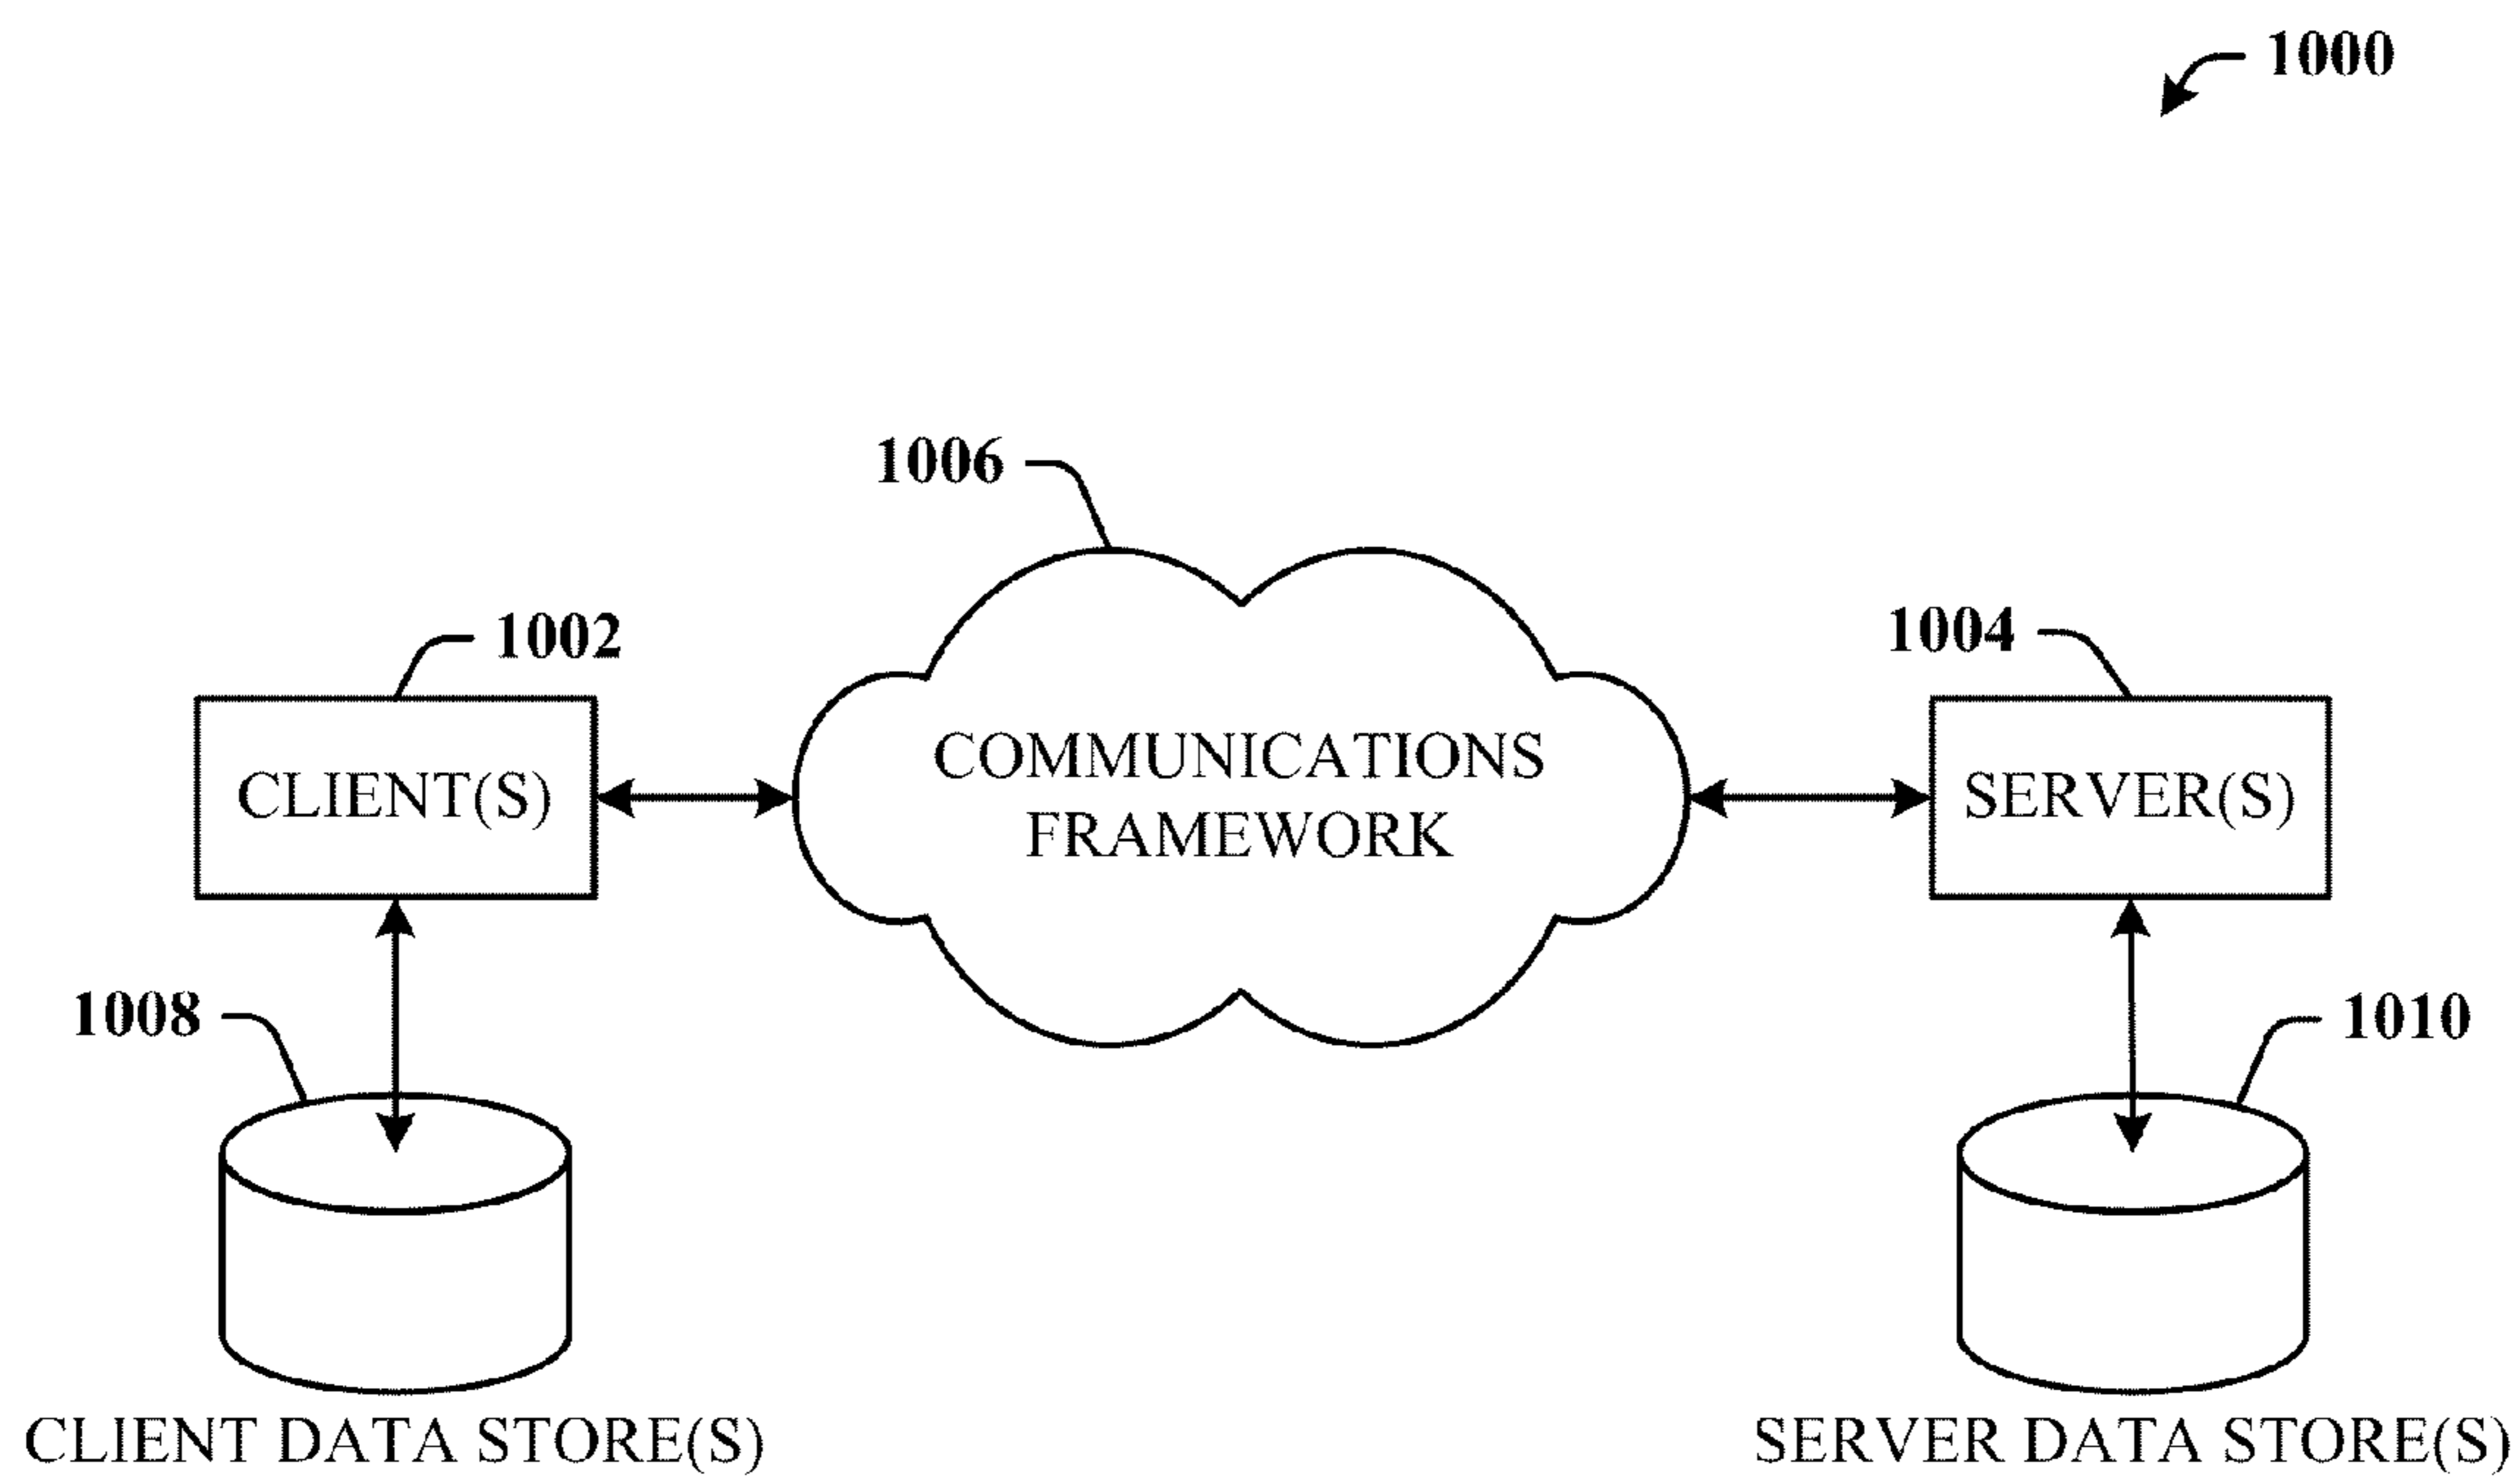 1000
1006
1002
1004
COMMUNICATIONS
FRAMEWORK
CLIENT(S)
SERVER(S)
1008
1010
CLIENT DATA STORE(S)
SERVER DATA STORE(S)